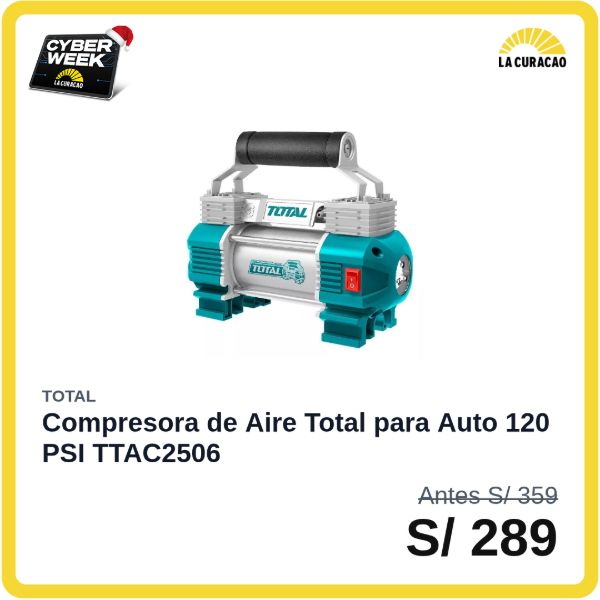 CYBER
WEEK
LA CURACAO
LA CURACAO
TOTAL
TOTAL
TOTAL
Compresora de Aire Total para Auto 120
PSI TTAC2506
Antes S/ 359
S/ 289